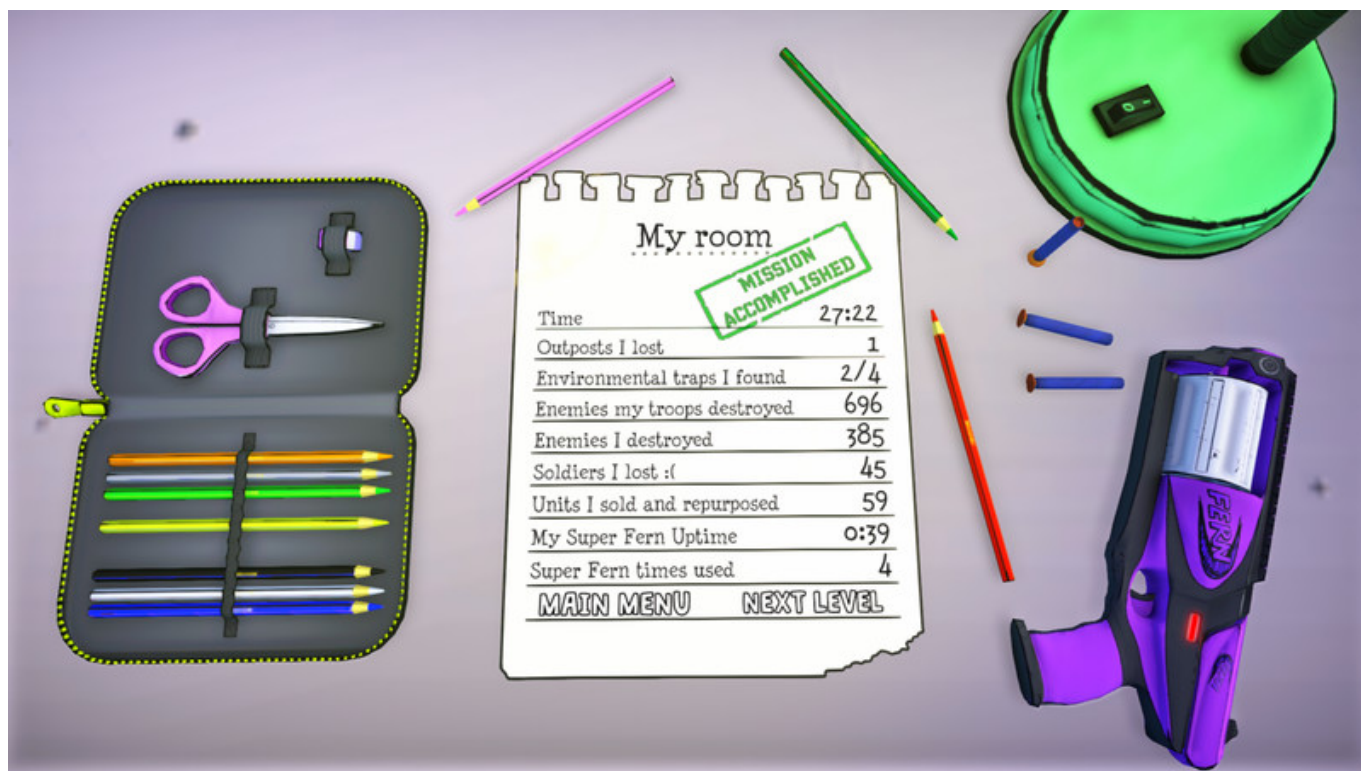 My room
MISSION
ACCOMPLISHED
Time 27:22
Outposts I lost 1
Environmental traps I found 2/4
Enemies my troops destroyed 696
Enemies I destroyed 385
Soldiers I lost :( 45
Units I sold and repurposed 59
My Super Fern Uptime 0:39
Super Fern times used 4
MAIN MENU NEXT LEVEL
FERN